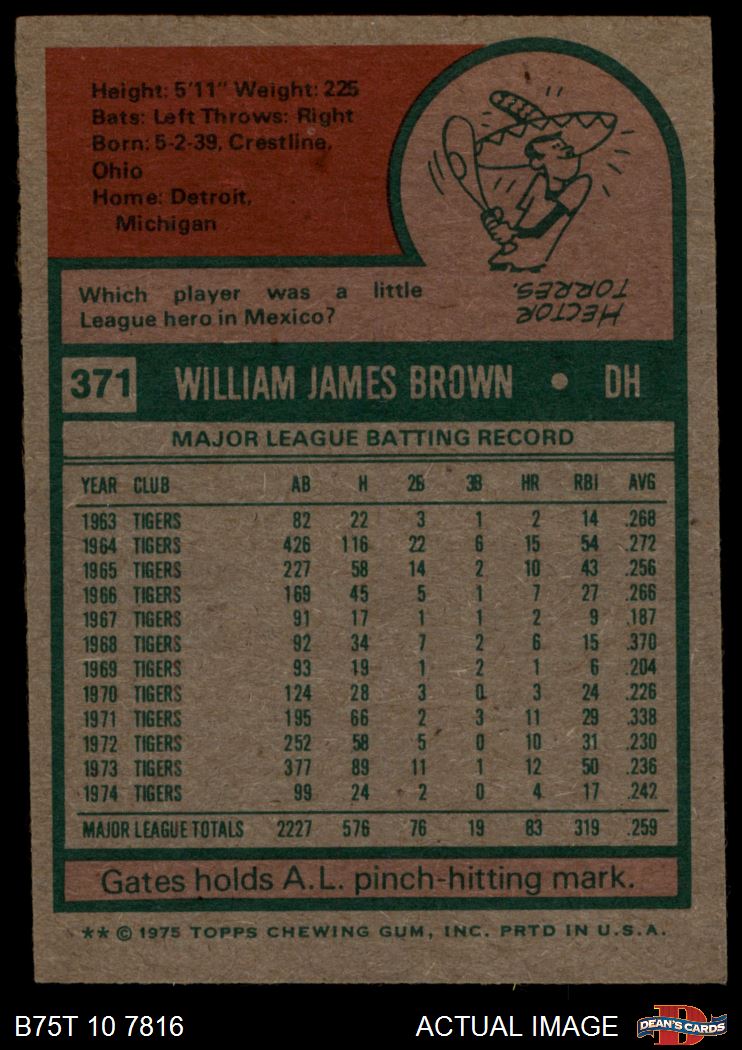 Height: 5'11" Weight: 225
Bats: Left Throws: Right
Born: 5-2-39, Crestline,
Ohio
Home: Detroit,
Michigan
Which player was a little
League hero in Mexico?
HECTOR
TORRES.
371 WILLIAM JAMES BROWN • DH
MAJOR LEAGUE BATTING RECORD
YEAR CLUB AB H 2B 3B HR RBI AVG
1963 TIGERS 82 22 3 1 2 14 .268
1964 TIGERS 426 116 22 6 15 54 .272
1965 TIGERS 227 58 14 2 10 43 .256
1966 TIGERS 169 45 5 1 7 27 .266
1967 TIGERS 91 17 1 1 2 9 .187
1968 TIGERS 92 34 7 2 6 15 .370
1969 TIGERS 93 19 1 2 1 6 .204
1970 TIGERS 124 28 3 0 3 24 .226
1971 TIGERS 195 66 2 3 11 29 .338
1972 TIGERS 252 58 5 0 10 31 .230
1973 TIGERS 377 89 11 1 12 50 .236
1974 TIGERS 99 24 2 0 4 17 .242
MAJOR LEAGUE TOTALS 2227 576 76 19 83 319 .259
Gates holds A.L. pinch-hitting mark.
** © 1975 TOPPS CHEWING GUM, INC. PRTD IN U.S.A.
B75T 10 7816 ACTUAL IMAGE DEAN'S CARDS